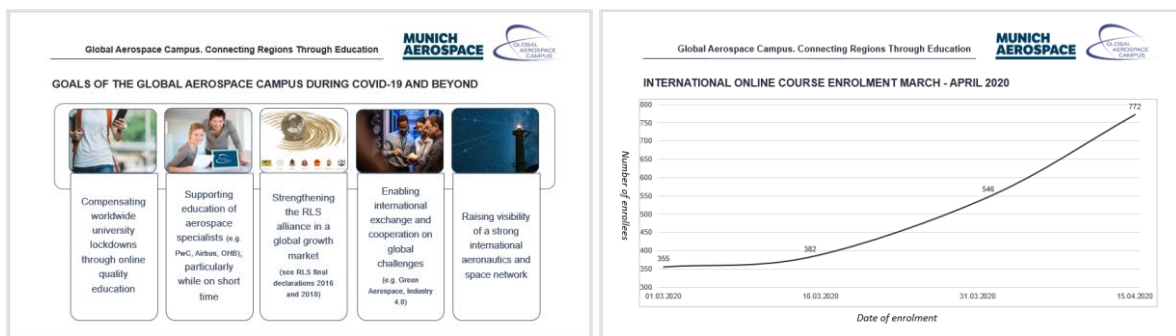 Global Aerospace Campus. Connecting Regions Through Education
MUNICH
AEROSPACE
GLOBAL
AEROSPACE
CAMPUS
GOALS OF THE GLOBAL AEROSPACE CAMPUS DURING COVID-19 AND BEYOND
Compensating
worldwide
university
lockdowns
through online
quality
education
Supporting
education of
aerospace
specialists (e.g.
PwC, Airbus, OHB),
particularly
while on short
time
Strengthening
the RLS
alliance in a
global growth
market
(see RLS final
declarations 2016
and 2018)
Enabling
international
exchange and
cooperation on
global
challenges
(e.g. Green
Aerospace, Industry
4.0)
Raising visibility
of a strong
international
aeronautics and
space network
Global Aerospace Campus. Connecting Regions Through Education
MUNICH
AEROSPACE
GLOBAL
AEROSPACE
CAMPUS
INTERNATIONAL ONLINE COURSE ENROLMENT MARCH - APRIL 2020
Number of enrollees
800
750
700
650
600
550
500
450
400
350
300
355
382
546
772
01.03.2020
16.03.2020
31.03.2020
15.04.2020
Date of enrolment